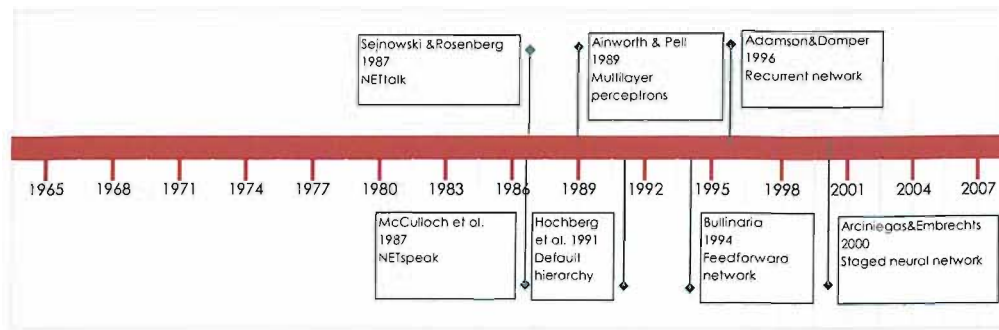 Sejnowski &Rosenberg
1987
NETtalk
Ainworth & Pell
1989
Multilayer
perceptrons
Adamson&Damper
1996
Recurrent network
1965 1968 1971 1974 1977 1980 1983 1986 1989 1992 1995 1998 2001 2004 2007
McCulloch et al.
1987
NETspeak
Hochberg
et al. 1991
Default
hierarchy
Bullinaria
1994
Feedforward
network
Arciniegas&Embrechts
2000
Staged neural network